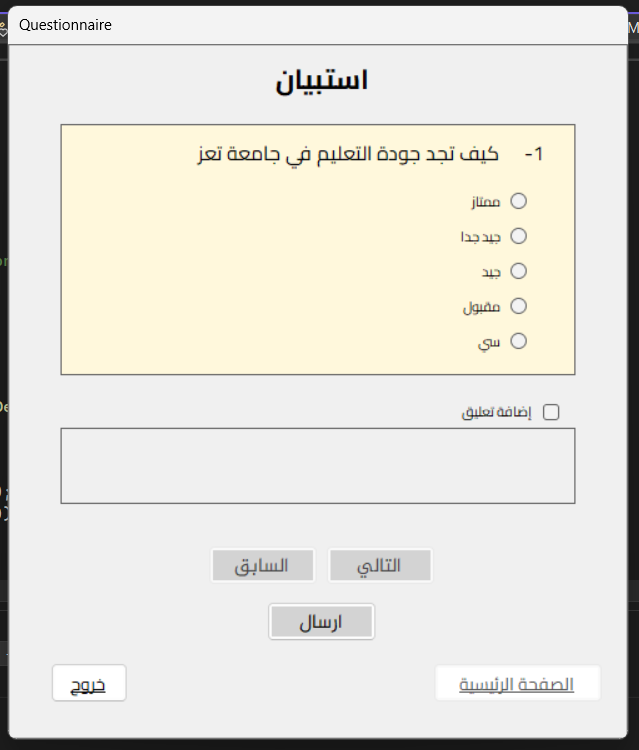 Questionnaire
استبيان
1- كيف تجد جودة التعليم في جامعة تعز
ممتاز
جيد جدا
جيد
مقبول
سي
إضافة تعليق
التالي السابق
ارسال
الصفحة الرئيسية خروج